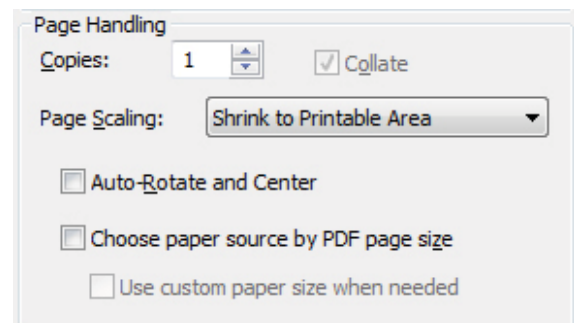 Page Handling
Copies: 1 Collate
Page Scaling: Shrink to Printable Area
Auto-Rotate and Center
Choose paper source by PDF page size
Use custom paper size when needed